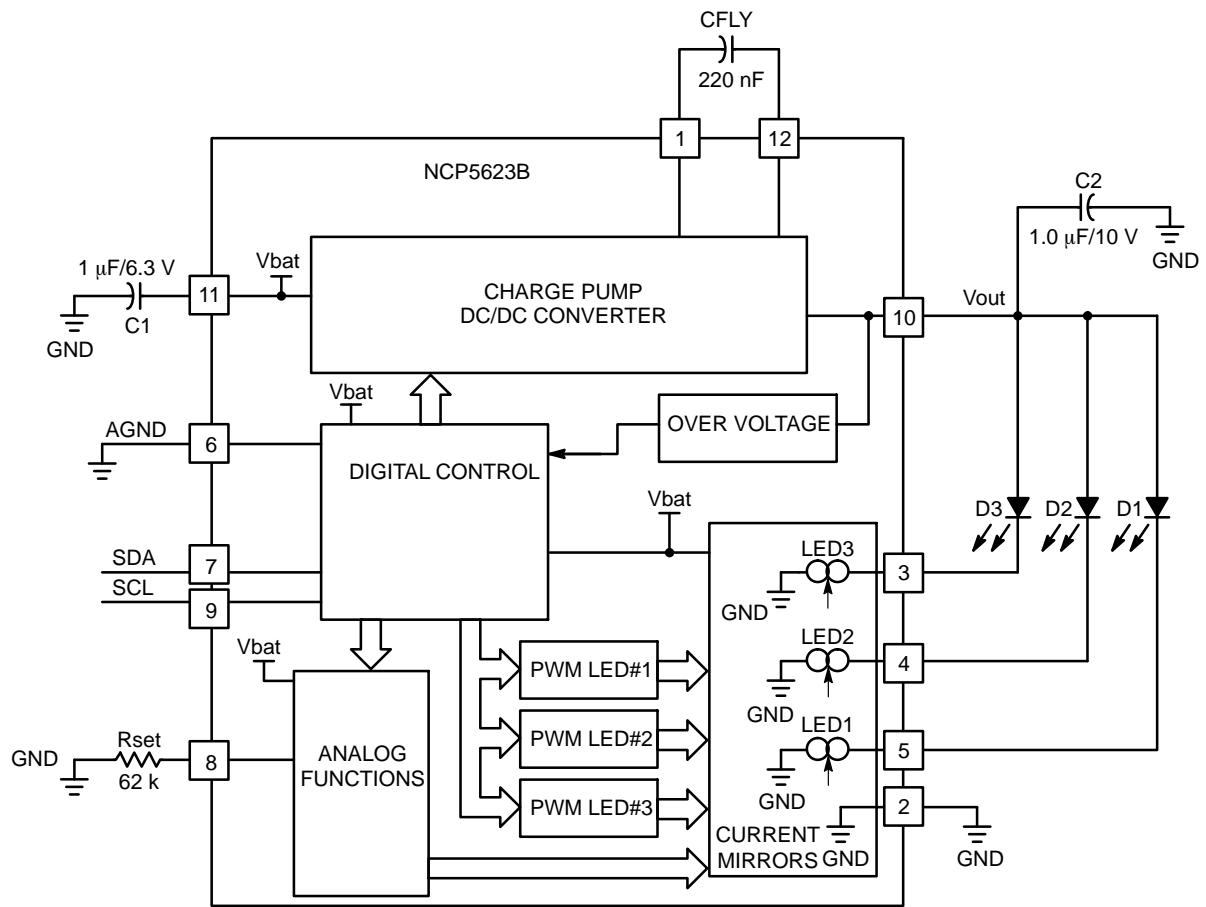 CFLY
220 nF
1
12
NCP5623B
C2
1.0 μF/10 V
GND
1 μF/6.3 V
Vbat
11
C1
GND
CHARGE PUMP
DC/DC CONVERTER
Vout
10
Vbat
OVER VOLTAGE
AGND
6
DIGITAL CONTROL
Vbat
D3
D2
D1
SDA
7
SCL
9
LED3
3
GND
Vbat
LED2
4
GND
PWM LED#1
Rset
GND
8
62 k
ANALOG
FUNCTIONS
PWM LED#2
LED1
5
GND
PWM LED#3
2
CURRENT
MIRRORS
GND
GND